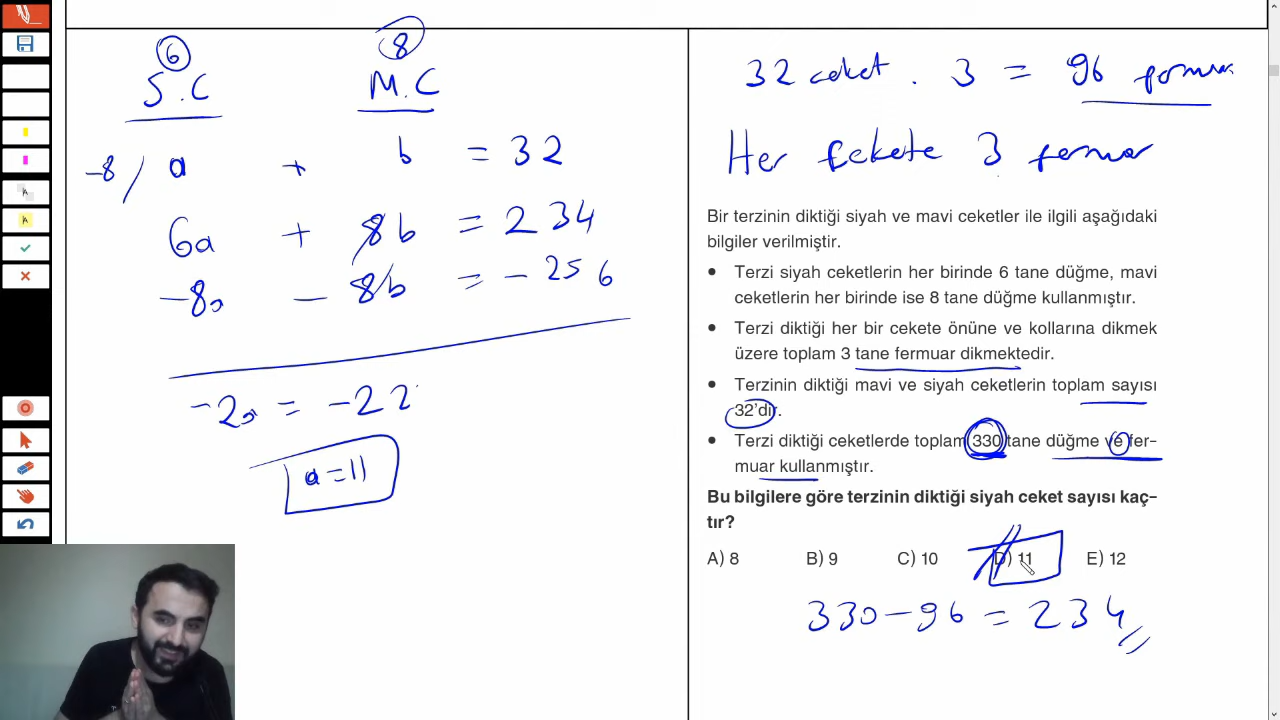 6
S.C
8
M.C
-8/ a + b = 32
6a + 8b = 234
-8a - 8b = -256
-2a = -22
a = 11
32 ceket . 3 = 96 fermuar
Her cekete 3 fermuar
Bir terzinin diktiği siyah ve mavi ceketler ile ilgili aşağıdaki
bilgiler verilmiştir.
• Terzi siyah ceketlerin her birinde 6 tane düğme, mavi
ceketlerin her birinde ise 8 tane düğme kullanmıştır.
• Terzi diktiği her bir cekete önüne ve kollarına dikmek
üzere toplam 3 tane fermuar dikmektedir.
• Terzinin diktiği mavi ve siyah ceketlerin toplam sayısı
32'dir.
• Terzi diktiği ceketlerde toplam 330 tane düğme ve fer-
muar kullanmıştır.
Bu bilgilere göre terzinin diktiği siyah ceket sayısı kaç-
tır?
A) 8 B) 9 C) 10 D) 11 E) 12
330 - 96 = 234